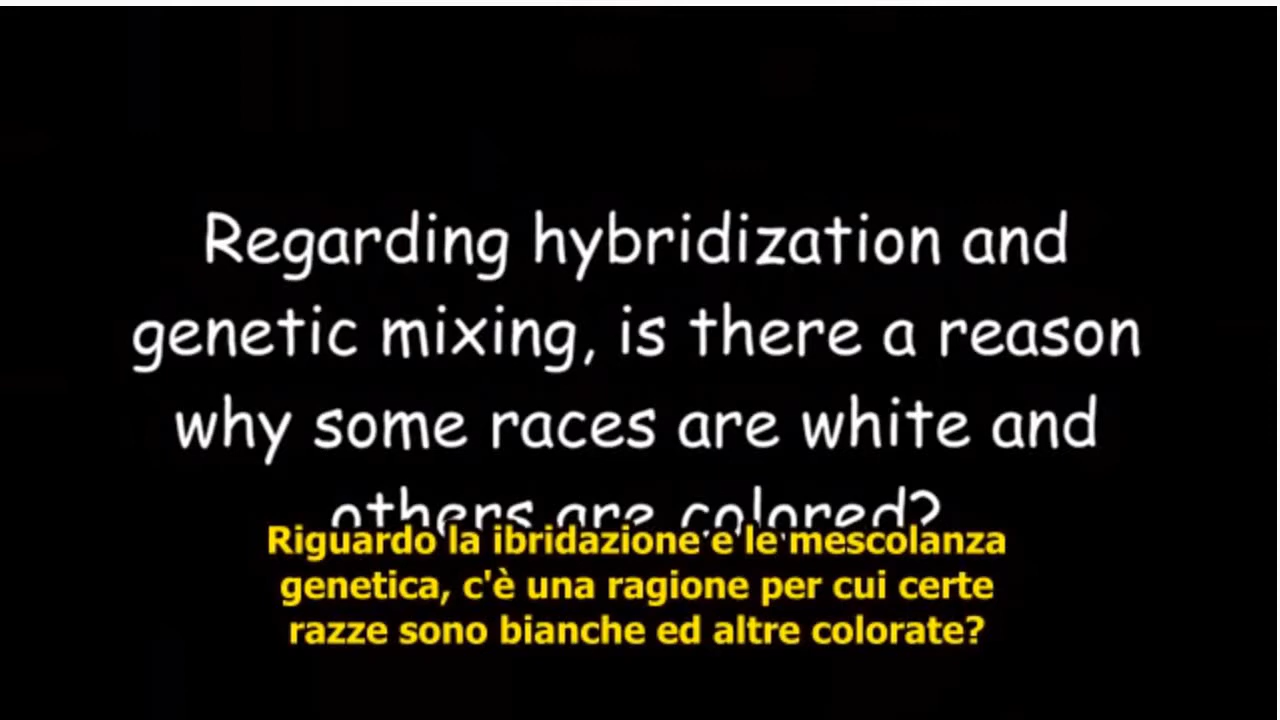 Regarding hybridization and
genetic mixing, is there a reason
why some races are white and
others are colored?
Riguardo la ibridazione e le mescolanza
genetica, c'è una ragione per cui certe
razze sono bianche ed altre colorate?